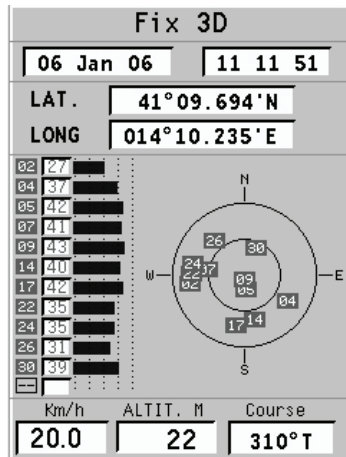 Fix 3D
06 Jan 06 11 11 51
LAT. 41°09.694'N
LONG 014°10.235'E
02 27
04 37
05 42
07 41
09 43
14 40
17 42
22 35
24 35
26 31
30 39
--
N
26
30
24
07
22
02
W
E
09
05
04
17 14
S
Km/h ALTIT. M Course
20.0 22 310°T